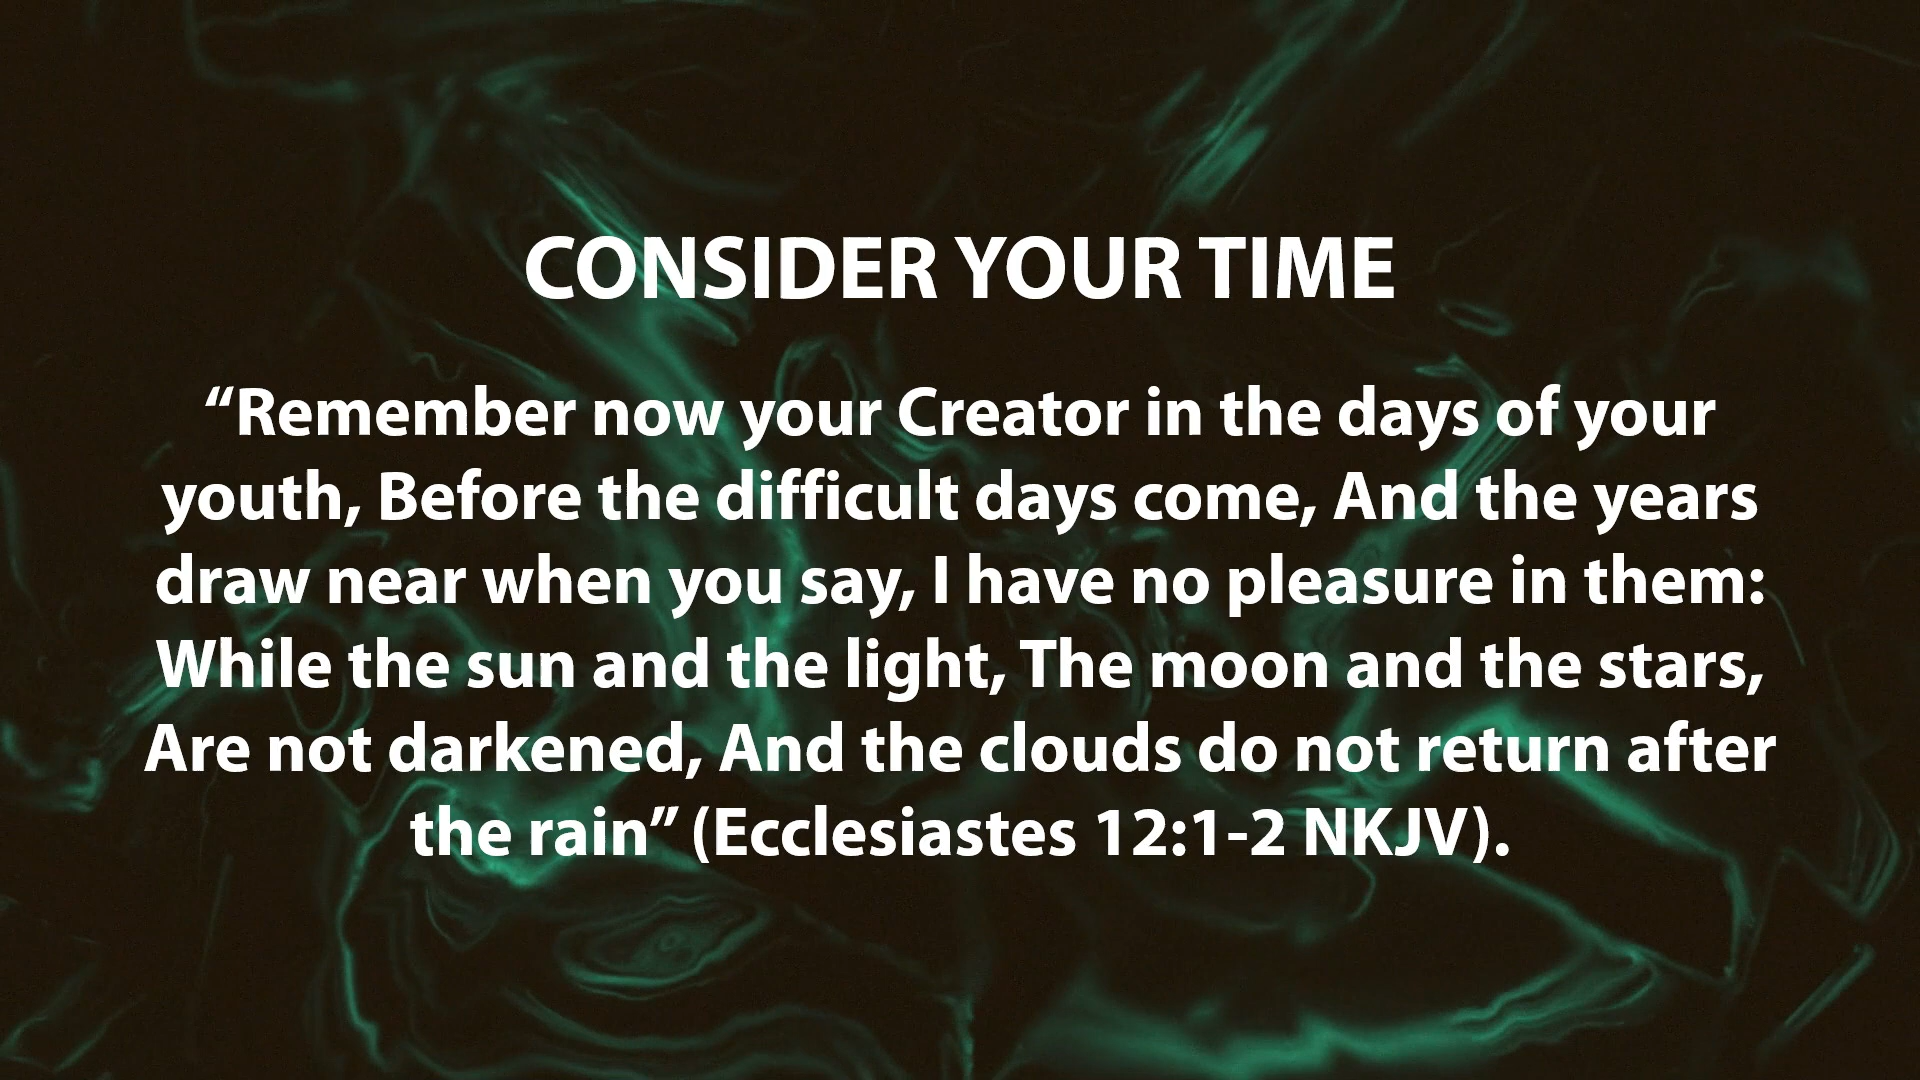 CONSIDER YOUR TIME
“Remember now your Creator in the days of your
youth, Before the difficult days come, And the years
draw near when you say, I have no pleasure in them:
While the sun and the light, The moon and the stars,
Are not darkened, And the clouds do not return after
the rain” (Ecclesiastes 12:1-2 NKJV).